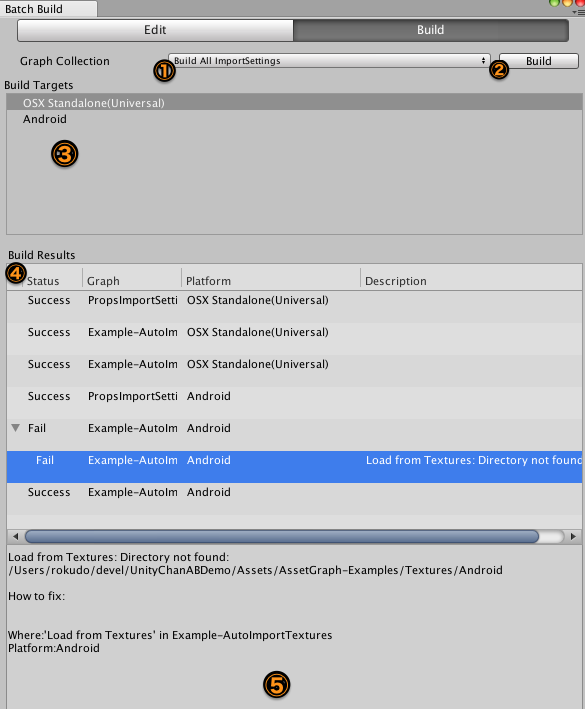 Batch Build
Edit
Build
Graph Collection
1
Build All ImportSettings
2
Build
Build Targets
OSX Standalone(Universal)
Android
3
Build Results
4
Status Graph Platform Description
Success PropsImportSetti OSX Standalone(Universal)
Success Example-AutoIm OSX Standalone(Universal)
Success Example-AutoIm OSX Standalone(Universal)
Success PropsImportSetti Android
Fail Example-AutoIm Android
Fail Example-AutoIm Android Load from Textures: Directory not found
Success Example-AutoIm Android
Load from Textures: Directory not found:
/Users/rokudo/devel/UnityChanABDemo/Assets/AssetGraph-Examples/Textures/Android
How to fix:
Where:'Load from Textures' in Example-AutoImportTextures
Platform:Android
5